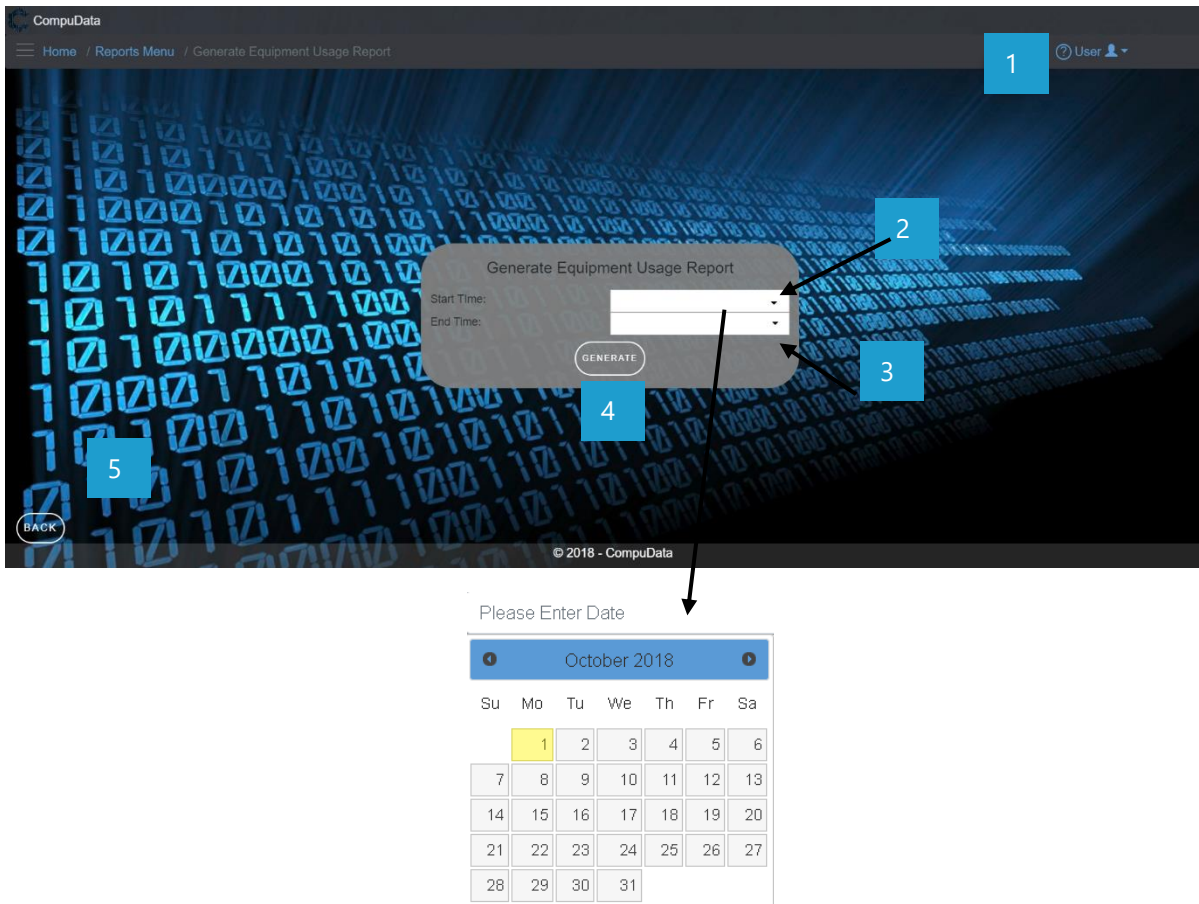 CompuData
Home / Reports Menu / Generate Equipment Usage Report
1
User
2
Generate Equipment Usage Report
Start Time:
End Time:
GENERATE
3
4
5
BACK
© 2018 - CompuData
Please Enter Date
October 2018
Su Mo Tu We Th Fr Sa
1 2 3 4 5 6
7 8 9 10 11 12 13
14 15 16 17 18 19 20
21 22 23 24 25 26 27
28 29 30 31